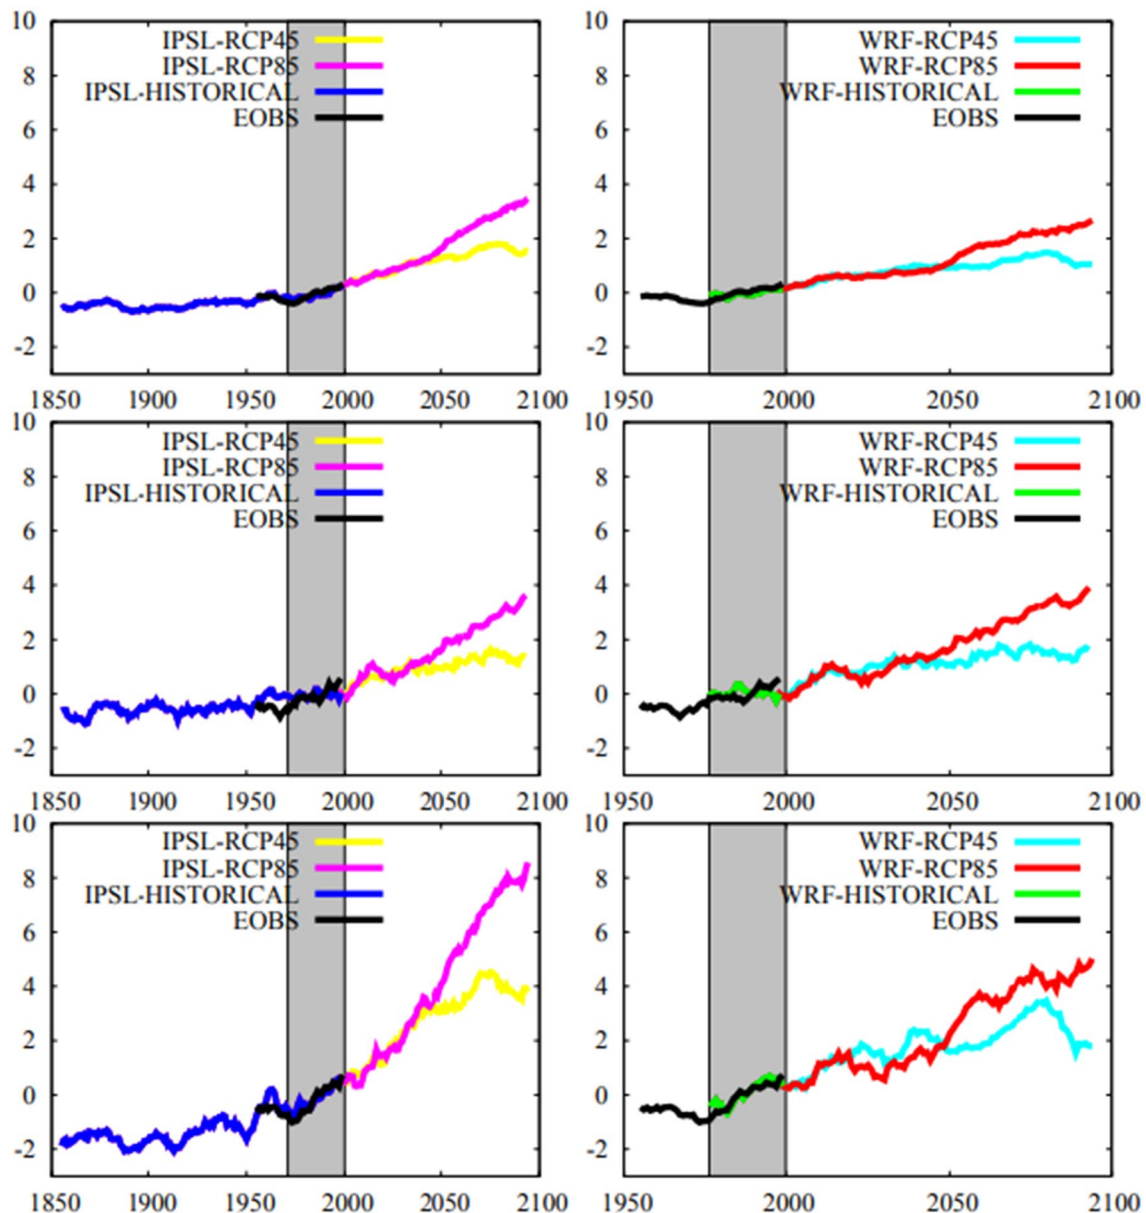 10
8
6
4
2
0
-2
IPSL-RCP45
IPSL-RCP85
IPSL-HISTORICAL
EOBS
1850 1900 1950 2000 2050 2100
10
8
6
4
2
0
-2
WRF-RCP45
WRF-RCP85
WRF-HISTORICAL
EOBS
1950 2000 2050 2100
10
8
6
4
2
0
-2
IPSL-RCP45
IPSL-RCP85
IPSL-HISTORICAL
EOBS
1850 1900 1950 2000 2050 2100
10
8
6
4
2
0
-2
WRF-RCP45
WRF-RCP85
WRF-HISTORICAL
EOBS
1950 2000 2050 2100
10
8
6
4
2
0
-2
IPSL-RCP45
IPSL-RCP85
IPSL-HISTORICAL
EOBS
1850 1900 1950 2000 2050 2100
10
8
6
4
2
0
-2
WRF-RCP45
WRF-RCP85
WRF-HISTORICAL
EOBS
1950 2000 2050 2100